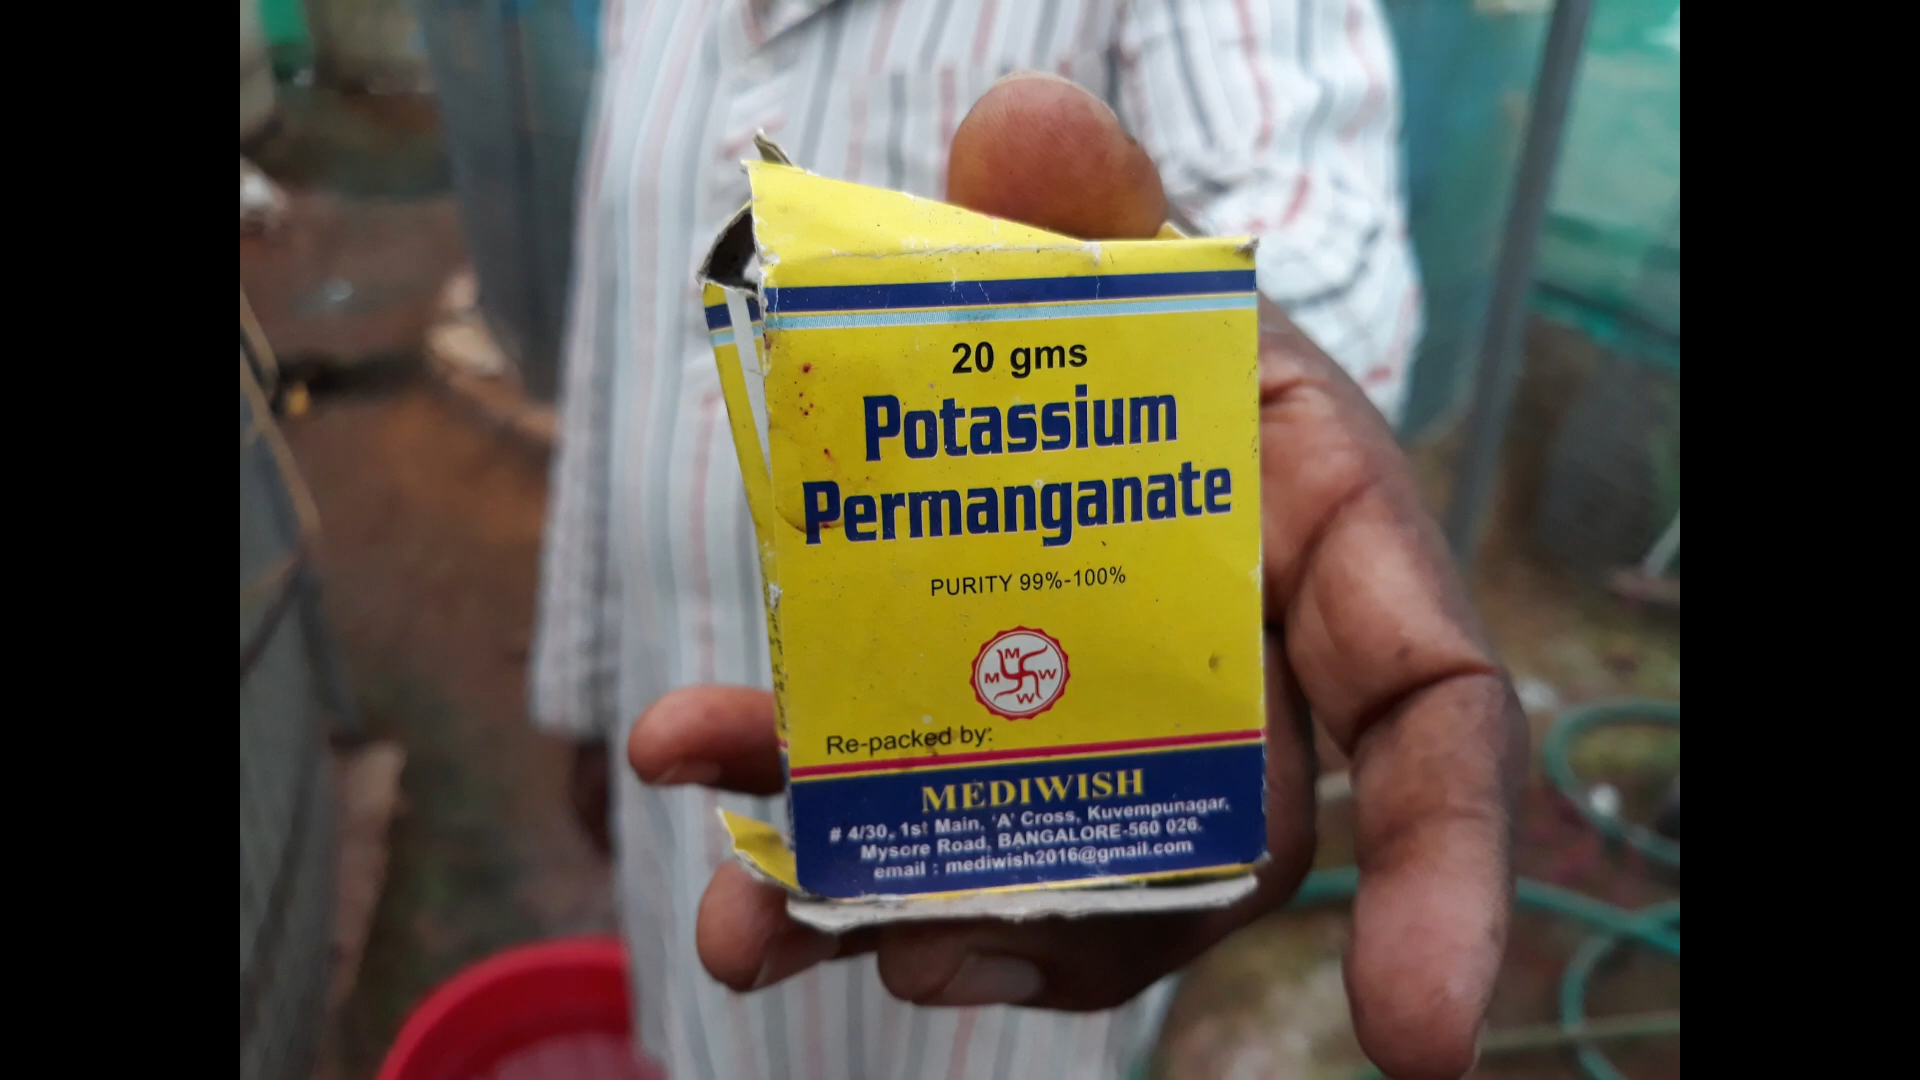 20 gms
Potassium
Permanganate
PURITY 99%-100%
M
M W
W
Re-packed by:
MEDIWISH
# 4/30, 1st Main, 'A' Cross, Kuvempunagar,
Mysore Road, BANGALORE-560 026.
email : mediwish2016@gmail.com